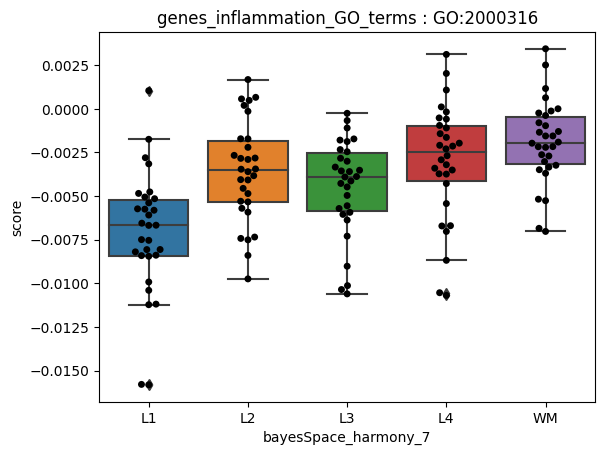 genes_inflammation_GO_terms : GO:2000316
0.0025
0.0000
−0.0025
−0.0050
−0.0075
−0.0100
−0.0125
−0.0150
score
L1 L2 L3 L4 WM
bayesSpace_harmony_7